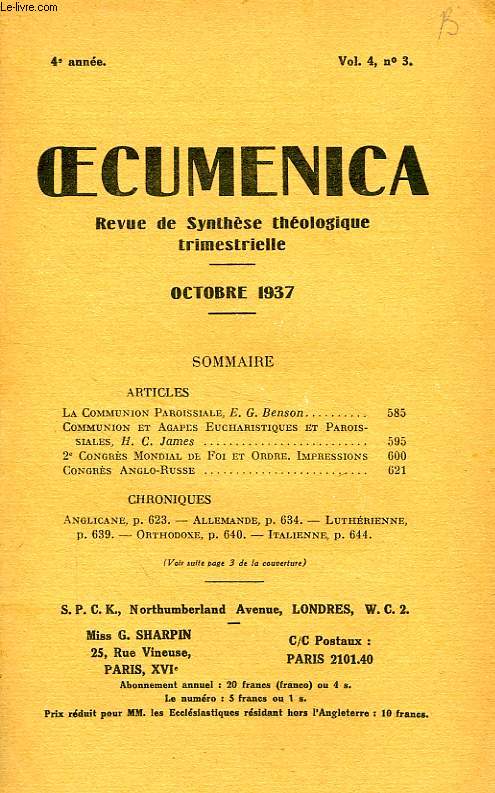 Le-livre.com
B
4e année. Vol. 4, no 3.
ŒCUMENICA
Revue de Synthèse théologique
trimestrielle
OCTOBRE 1937
SOMMAIRE
ARTICLES
La Communion Paroissiale, E. G. Benson.......... 585
Communion et Agapes Eucharistiques et Parois-
siales, H. C. James ........................ 595
2e Congrès Mondial de Foi et Ordre. Impressions 600
Congrès Anglo-Russe ........................ 621
CHRONIQUES
Anglicane, p. 623. — Allemande, p. 634. — Luthérienne,
p. 639. — Orthodoxe, p. 640. — Italienne, p. 644.
(Voir suite page 3 de la couverture)
S. P. C. K., Northumberland Avenue, LONDRES, W. C. 2.
Miss G. SHARPIN
25, Rue Vineuse,
PARIS, XVIe
C/C Postaux :
PARIS 2101.40
Abonnement annuel : 20 francs (franco) ou 4 s.
Le numéro : 5 francs ou 1 s.
Prix réduit pour MM. les Ecclésiastiques résidant hors l'Angleterre : 10 francs.